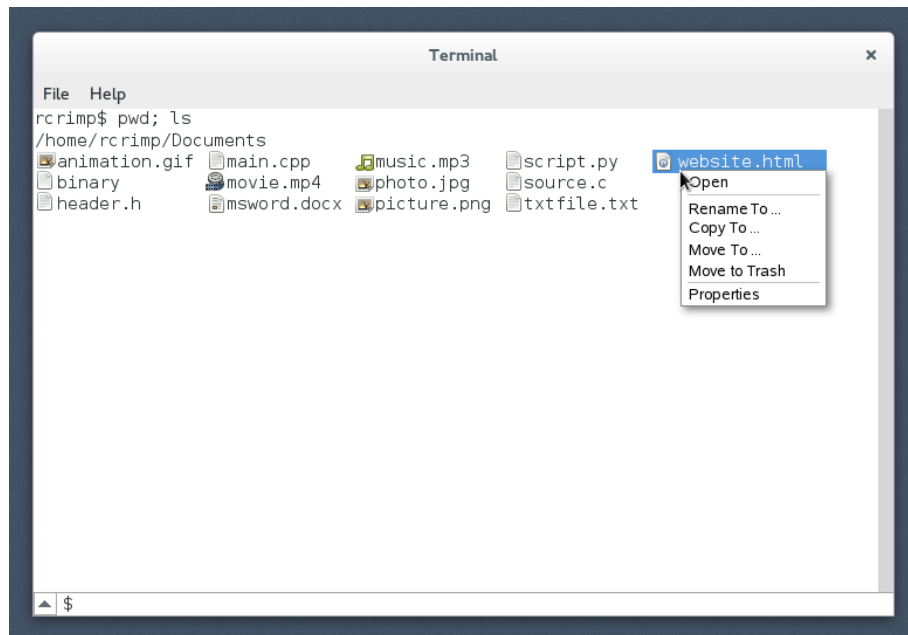 Terminal ×
File Help
rcrimp$ pwd; ls
/home/rcrimp/Documents
animation.gif main.cpp music.mp3 script.py website.html
binary movie.mp4 photo.jpg source.c
header.h msword.docx picture.png txtfile.txt
Open
Rename To ...
Copy To ...
Move To ...
Move to Trash
Properties
$